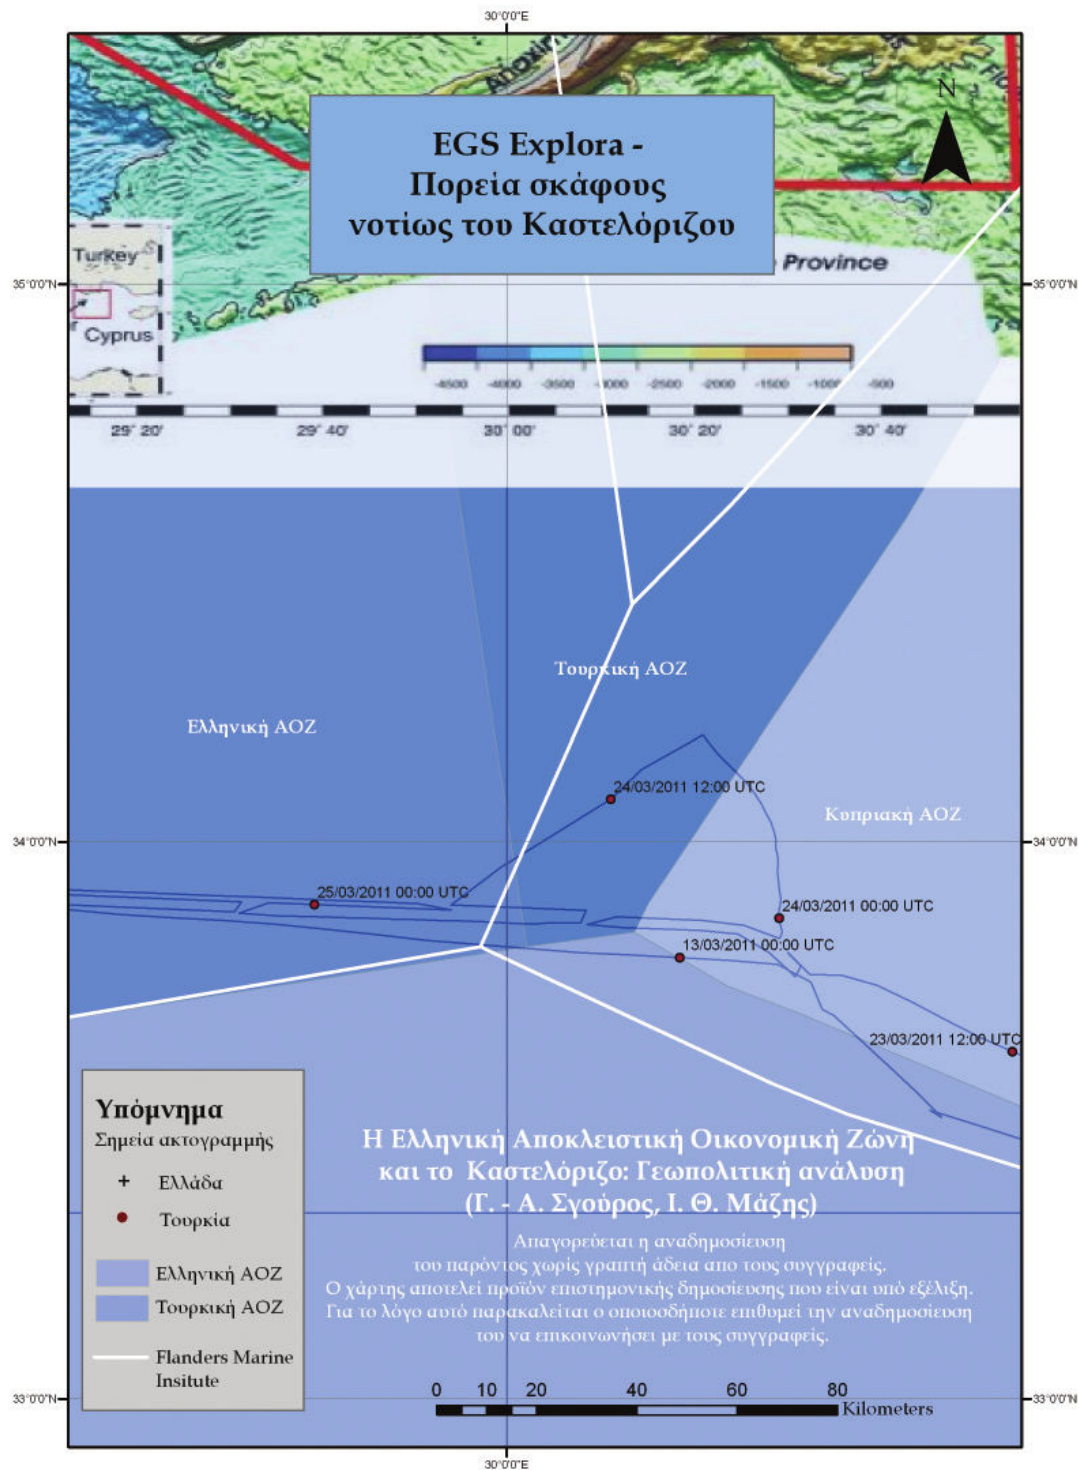 30°0'0"E
N
EGS Explora -
Πορεία σκάφους
νοτίως του Καστελόριζου
Province
Turkey
Cyprus
35°0'0"N
35°0'0"N
-4500 -4000 -3500 -3000 -2500 -2000 -1500 -1000 -500
29° 20' 29° 40' 30° 00' 30° 20' 30° 40'
Τουρκική ΑΟΖ
Ελληνική ΑΟΖ
24/03/2011 12:00 UTC
Κυπριακή ΑΟΖ
34°0'0"N
34°0'0"N
25/03/2011 00:00 UTC
24/03/2011 00:00 UTC
13/03/2011 00:00 UTC
23/03/2011 12:00 UTC
Υπόμνημα
Σημεία ακτογραμμής
Ελλάδα
Τουρκία
Ελληνική ΑΟΖ
Τουρκική ΑΟΖ
Flanders Marine
Insitute
Η Ελληνική Αποκλειστική Οικονομική Ζώνη
και το Καστελόριζο: Γεωπολιτική ανάλυση
(Γ. - Α. Σγούρος, Ι. Θ. Μάζης)
Απαγορεύεται η αναδημοσίευση
του παρόντος χωρίς γραπτή άδεια απο τους συγγραφείς.
Ο χάρτης αποτελεί προϊόν επιστημονικής δημοσίευσης που είναι υπό εξέλιξη.
Για το λόγο αυτό παρακαλείται ο οποιοσδήποτε επιθυμεί την αναδημοσίευση
του να επικοινωνήσει με τους συγγραφείς.
0 10 20 40 60 80
Kilometers
33°0'0"N
33°0'0"N
30°0'0"E